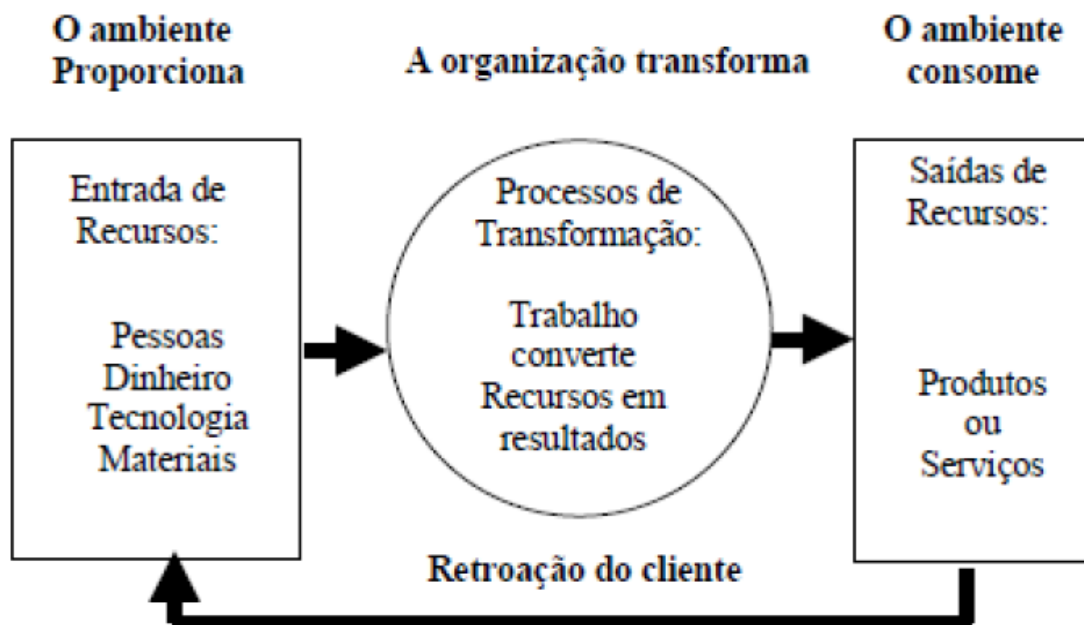 O ambiente
Proporciona
A organização transforma
O ambiente
consome
Entrada de
Recursos:
Pessoas
Dinheiro
Tecnologia
Materiais
Processos de
Transformação:
Trabalho
converte
Recursos em
resultados
Saídas de
Recursos:
Produtos
ou
Serviços
Retroação do cliente